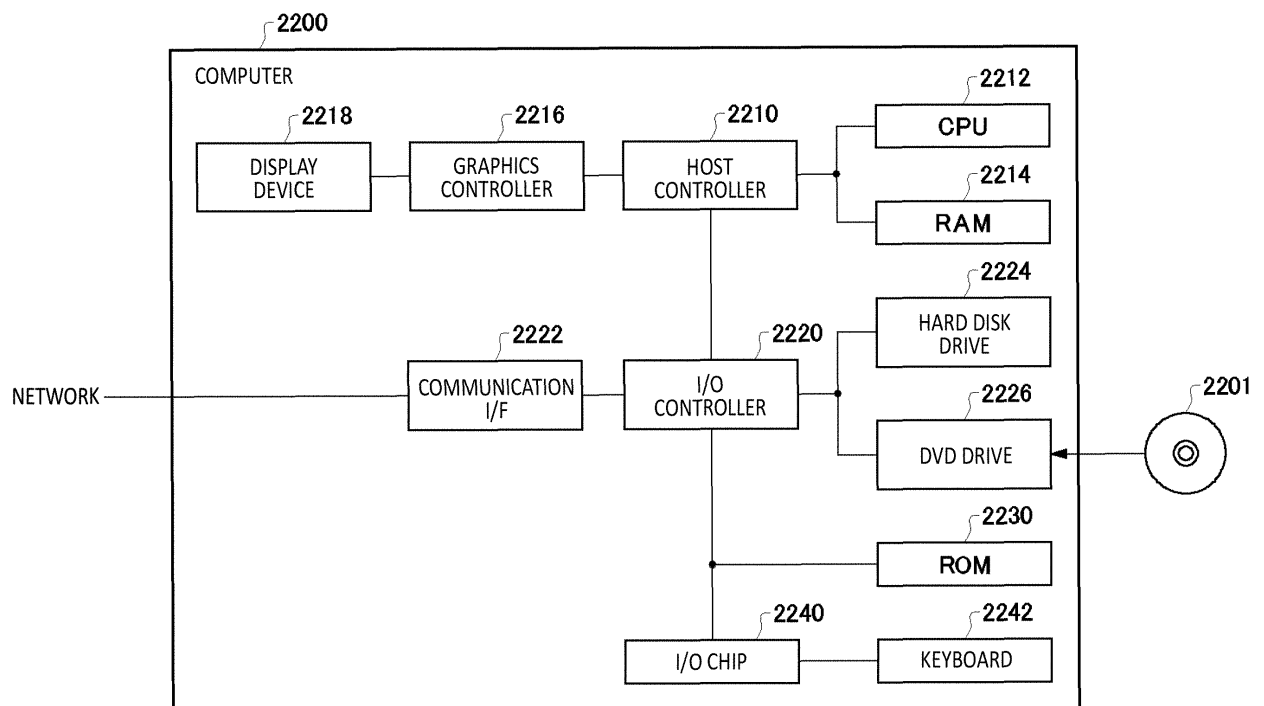 2200
COMPUTER
2218
DISPLAY
DEVICE
2216
GRAPHICS
CONTROLLER
2210
HOST
CONTROLLER
2212
CPU
2214
RAM
2224
HARD DISK
DRIVE
2222
COMMUNICATION
I/F
2220
I/O
CONTROLLER
NETWORK
2226
DVD DRIVE
2201
2230
ROM
2240
I/O CHIP
2242
KEYBOARD